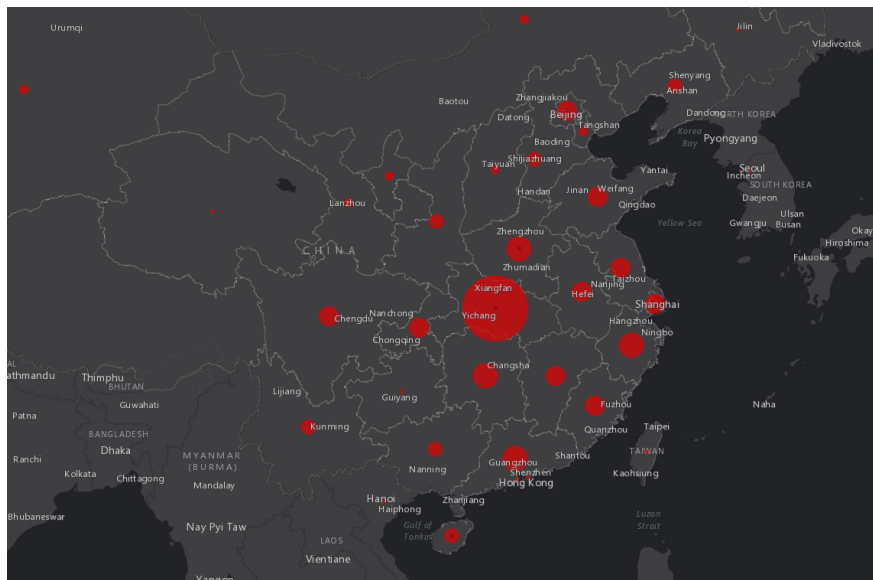 Urumqi
Jilin
Vladivostok
Shenyang
Anshan
Zhangjiakou
Baotou
Datong
Beijing
Dandong
NORTH KOREA
Tangshan
Korea
Bay
Pyongyang
Baoding
Shijiazhuang
Taiyuan
Yantai
Seoul
Incheon
SOUTH KOREA
Handan
Jinan
Weifang
Daejeon
Lanzhou
Qingdao
Ulsan
Gwangju
Busan
Yellow Sea
Zhengzhou
Okay
Hiroshima
CHINA
Fukuoka
Zhumadian
Taizhou
Nanjing
Xiangfan
Hefei
Shanghai
Yichang
Nanchong
Chengdu
Hangzhou
Ningbo
Chongqing
AL
athmandu
Thimphu
BHUTAN
Changsha
Lijiang
Guiyang
Guwahati
Fuzhou
Naha
Patna
Kunming
Quanzhou
Taipei
BANGLADESH
Dhaka
MYANMAR
(BURMA)
TAIWAN
Ranchi
Nanning
Guangzhou
Shantou
Kolkata
Chittagong
Shenzhen
Kaohsiung
Mandalay
Hong Kong
Hanoi
Zhanjiang
Haiphong
Bhubaneswar
Nay Pyi Taw
Gulf of
Tonkin
Luzon
Strait
LAOS
Vientiane
Yangon